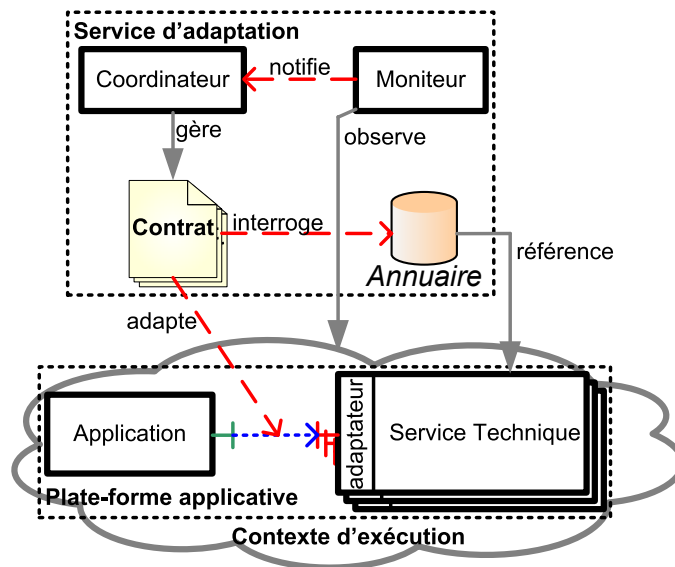 Service d’adaptation
Coordinateur
notifie
Moniteur
gère
observe
Contrat
interroge
Annuaire
référence
adapte
Application
adaptateur
Service Technique
Plate-forme applicative
Contexte d’exécution